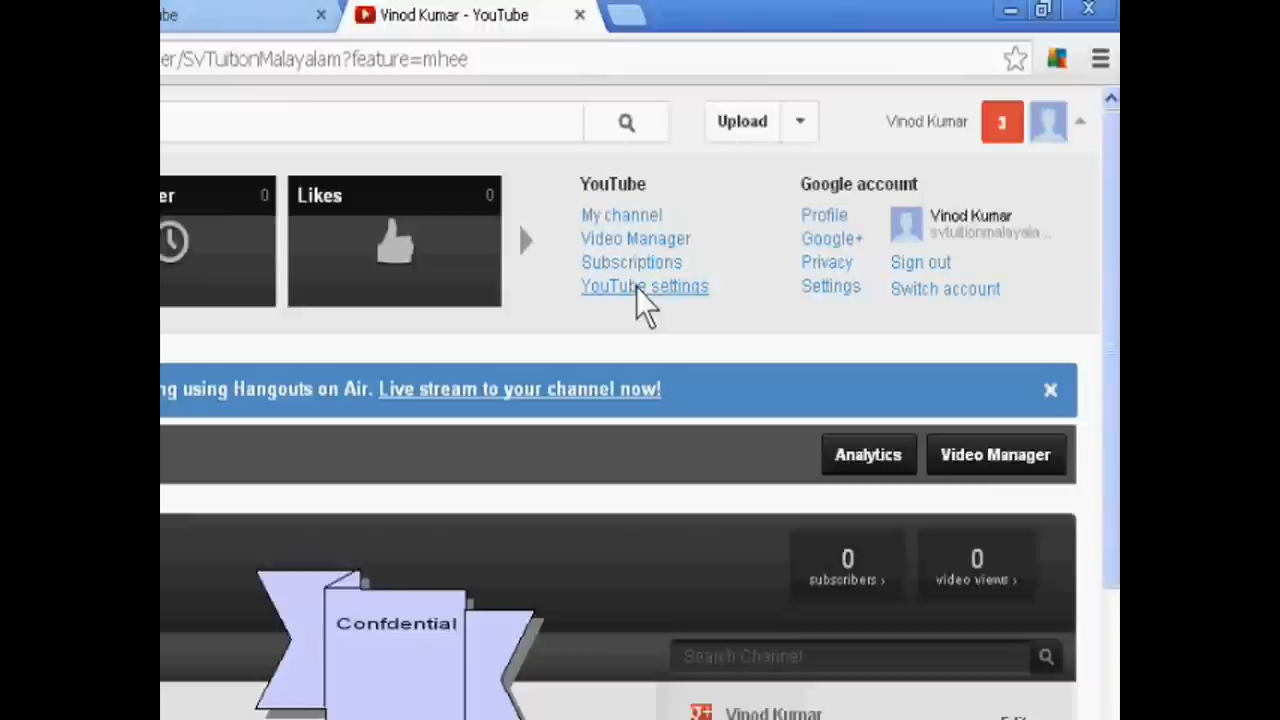 be
Vinod Kumar - YouTube
er/SvTuitionMalayalam?feature=mhee
Upload
Vinod Kumar
3
er 0
Likes 0
YouTube
My channel
Video Manager
Subscriptions
YouTube settings
Google account
Profile
Google+
Privacy
Settings
Vinod Kumar
svtuitionmalayala...
Sign out
Switch account
ng using Hangouts on Air. Live stream to your channel now!
Analytics
Video Manager
0
subscribers ›
0
video views ›
Confdential
Search Channel
g+
Vinod Kumar
Edit